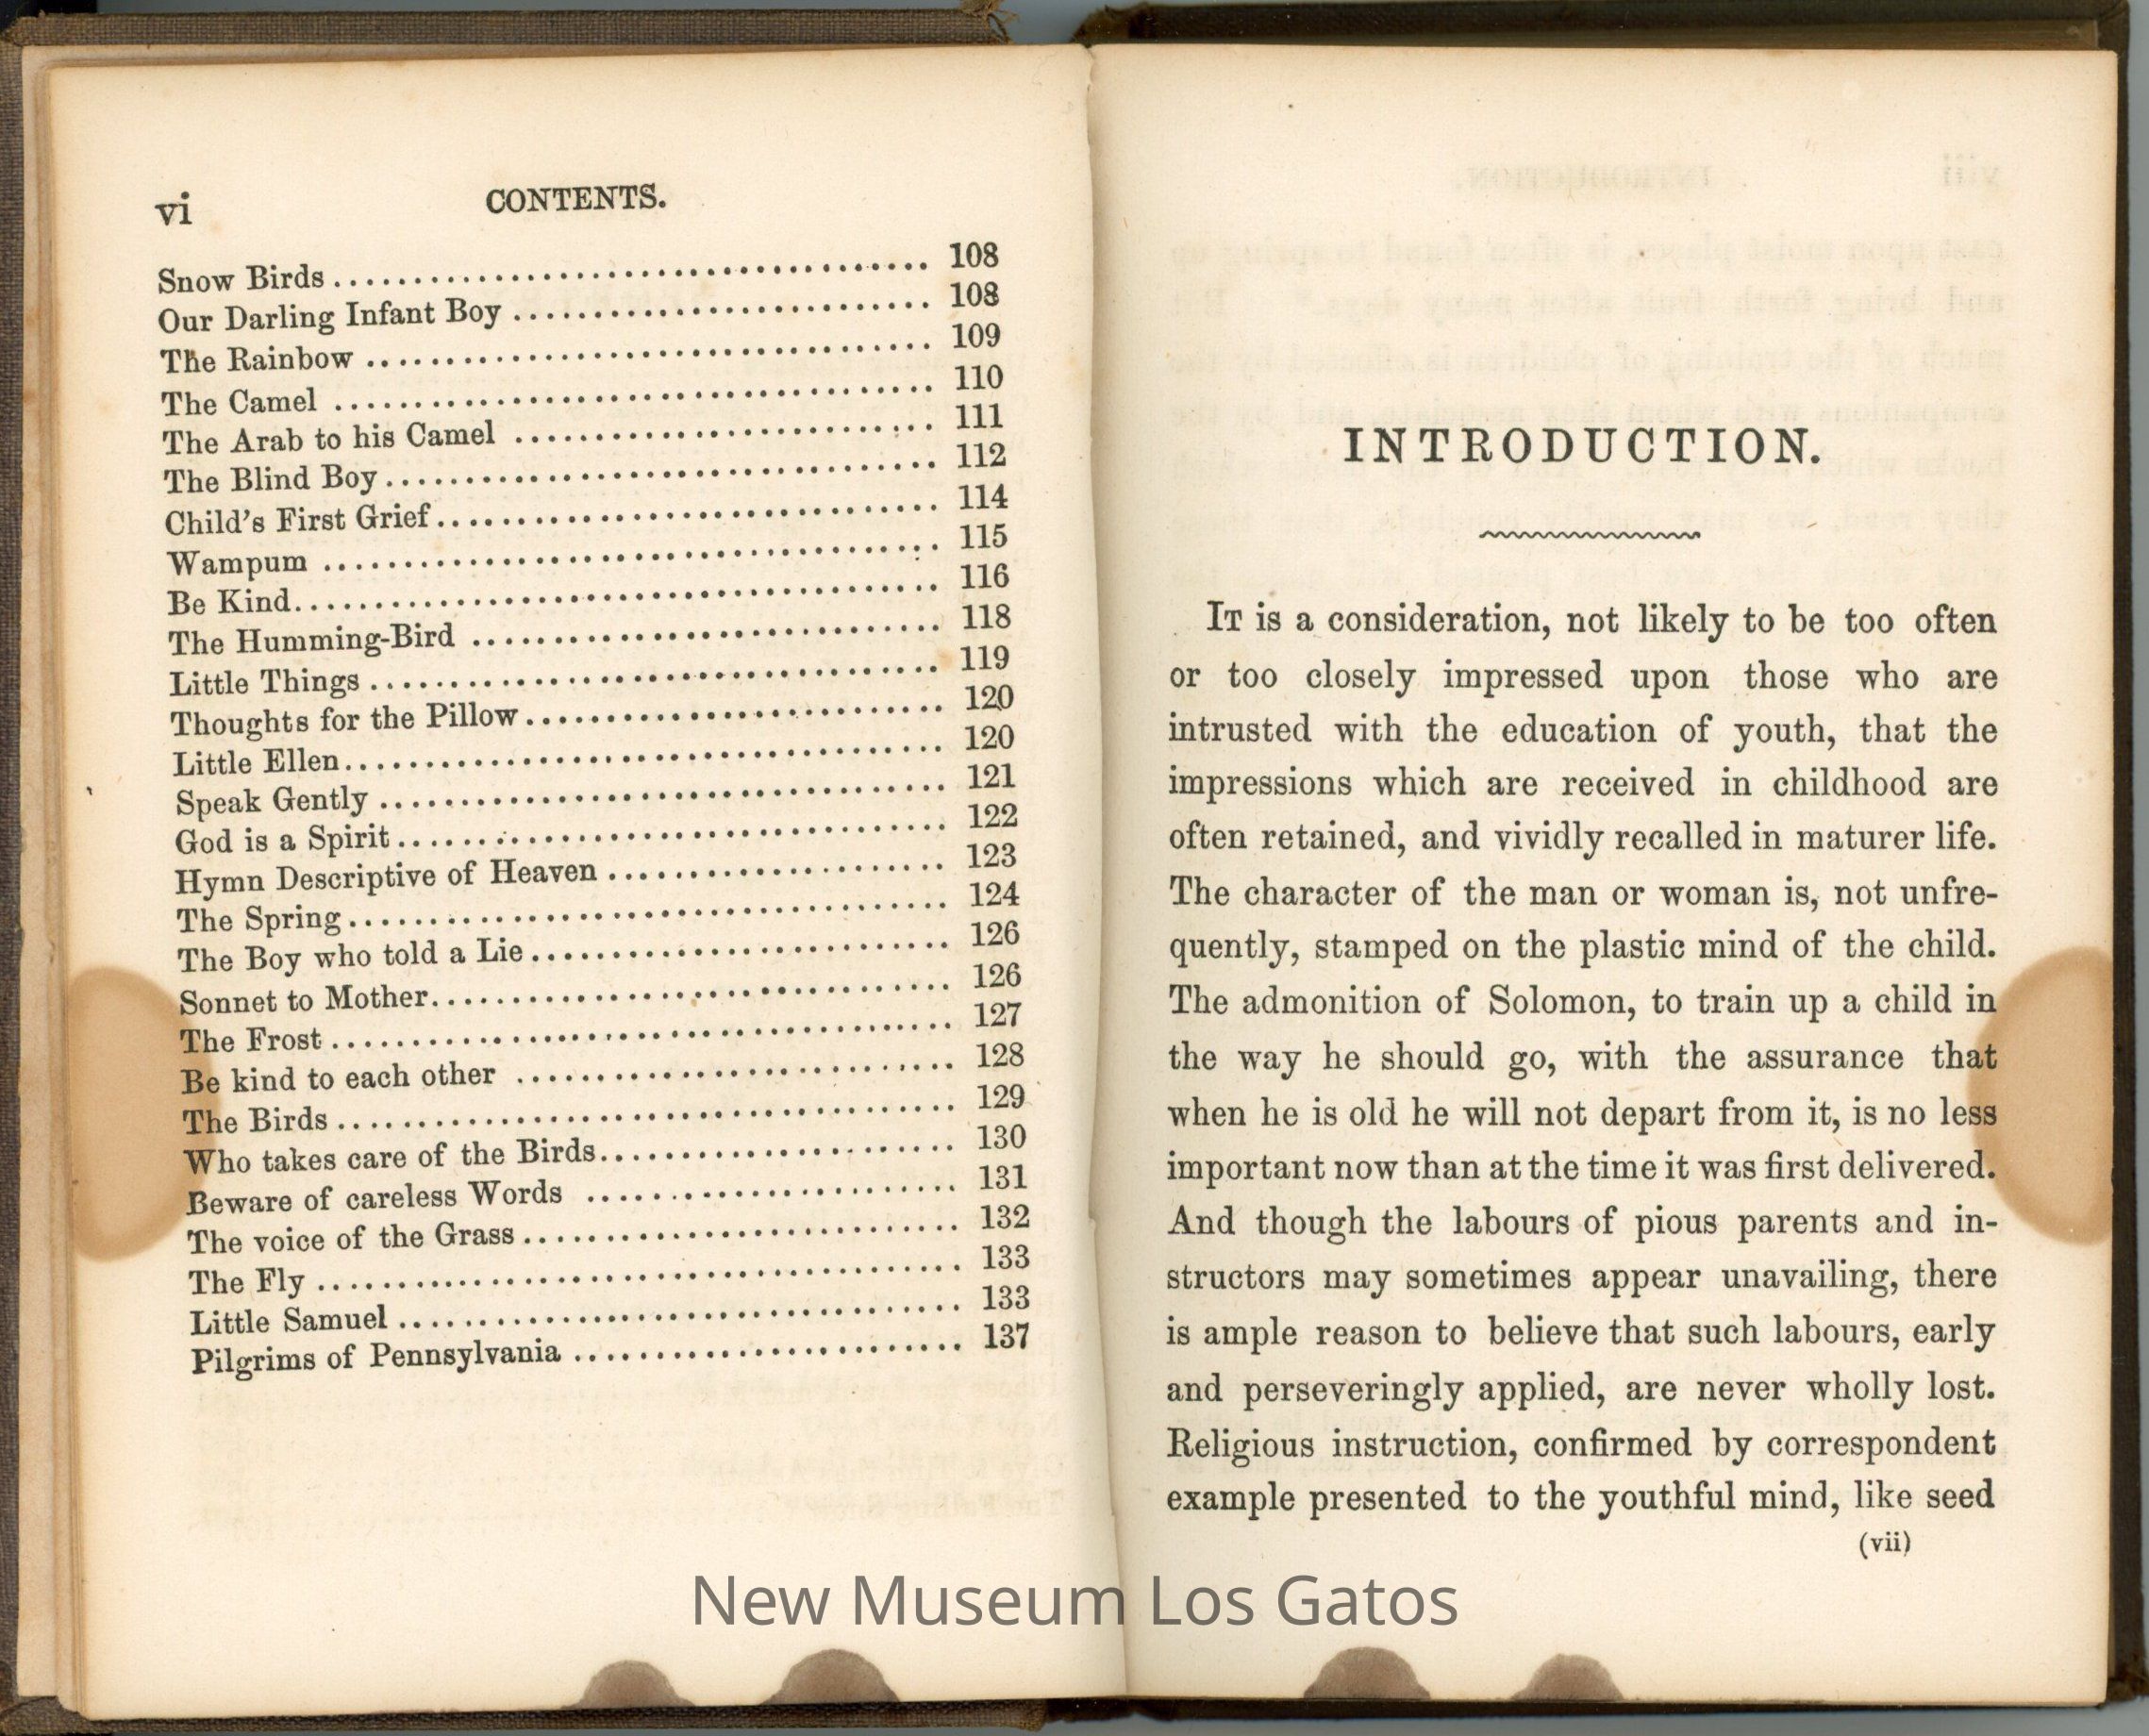 vi CONTENTS.
Snow Birds........................................ 108
Our Darling Infant Boy ........................... 108
The Rainbow ...................................... 109
The Camel ........................................ 110
The Arab to his Camel ............................ 111
The Blind Boy..................................... 112
Child's First Grief............................... 114
Wampum ........................................... 115
Be Kind........................................... 116
The Humming-Bird ................................. 118
Little Things .................................... 119
Thoughts for the Pillow........................... 120
Little Ellen...................................... 120
Speak Gently ..................................... 121
God is a Spirit................................... 122
Hymn Descriptive of Heaven ....................... 123
The Spring........................................ 124
The Boy who told a Lie............................ 126
Sonnet to Mother.................................. 126
The Frost ........................................ 127
Be kind to each other ............................ 128
The Birds ........................................ 129
Who takes care of the Birds....................... 130
Beware of careless Words ......................... 131
The voice of the Grass............................ 132
The Fly .......................................... 133
Little Samuel .................................... 133
Pilgrims of Pennsylvania ......................... 137
INTRODUCTION.
IT is a consideration, not likely to be too often
or too closely impressed upon those who are
intrusted with the education of youth, that the
impressions which are received in childhood are
often retained, and vividly recalled in maturer life.
The character of the man or woman is, not unfre-
quently, stamped on the plastic mind of the child.
The admonition of Solomon, to train up a child in
the way he should go, with the assurance that
when he is old he will not depart from it, is no less
important now than at the time it was first delivered.
And though the labours of pious parents and in-
structors may sometimes appear unavailing, there
is ample reason to believe that such labours, early
and perseveringly applied, are never wholly lost.
Religious instruction, confirmed by correspondent
example presented to the youthful mind, like seed
(vii)
New Museum Los Gatos